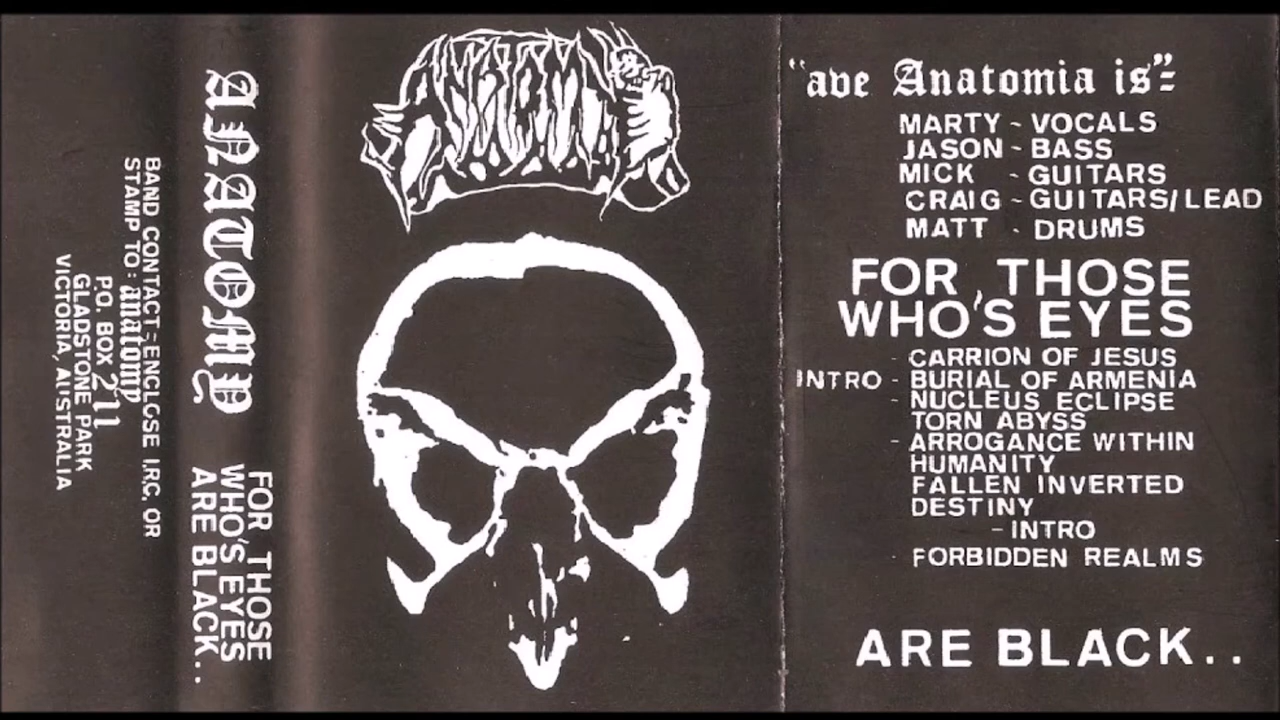 BAND CONTACT - ENCLOSE I.R.C. OR
STAMP TO: anatomy
P.O. BOX 211
GLADSTONE PARK
VICTORIA, AUSTRALIA
ANATOMY
FOR THOSE
WHO'S EYES
ARE BLACK..
ANATOMY
"ave Anatomia is"=
MARTY - VOCALS
JASON - BASS
MICK - GUITARS
CRAIG - GUITARS/LEAD
MATT - DRUMS
FOR THOSE
WHO'S EYES
- CARRION OF JESUS
INTRO - BURIAL OF ARMENIA
- NUCLEUS ECLIPSE
TORN ABYSS
- ARROGANCE WITHIN
HUMANITY
FALLEN INVERTED
DESTINY
- INTRO
- FORBIDDEN REALMS
ARE BLACK..